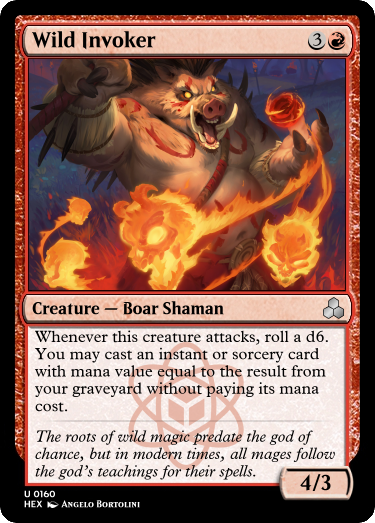 Wild Invoker 3
Creature — Boar Shaman
Whenever this creature attacks, roll a d6.
You may cast an instant or sorcery card
with mana value equal to the result from
your graveyard without paying its mana
cost.
The roots of wild magic predate the god of
chance, but in modern times, all mages follow
the god's teachings for their spells.
4/3
U 0160
HEX Angelo Bortolini